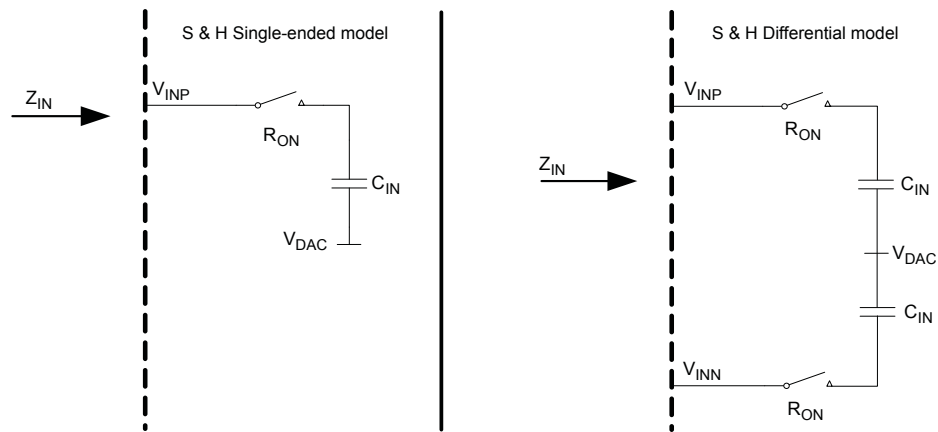 S & H Single-ended model
Z_IN
V_INP
R_ON
C_IN
V_DAC
S & H Differential model
V_INP
R_ON
Z_IN
C_IN
V_DAC
C_IN
V_INN
R_ON